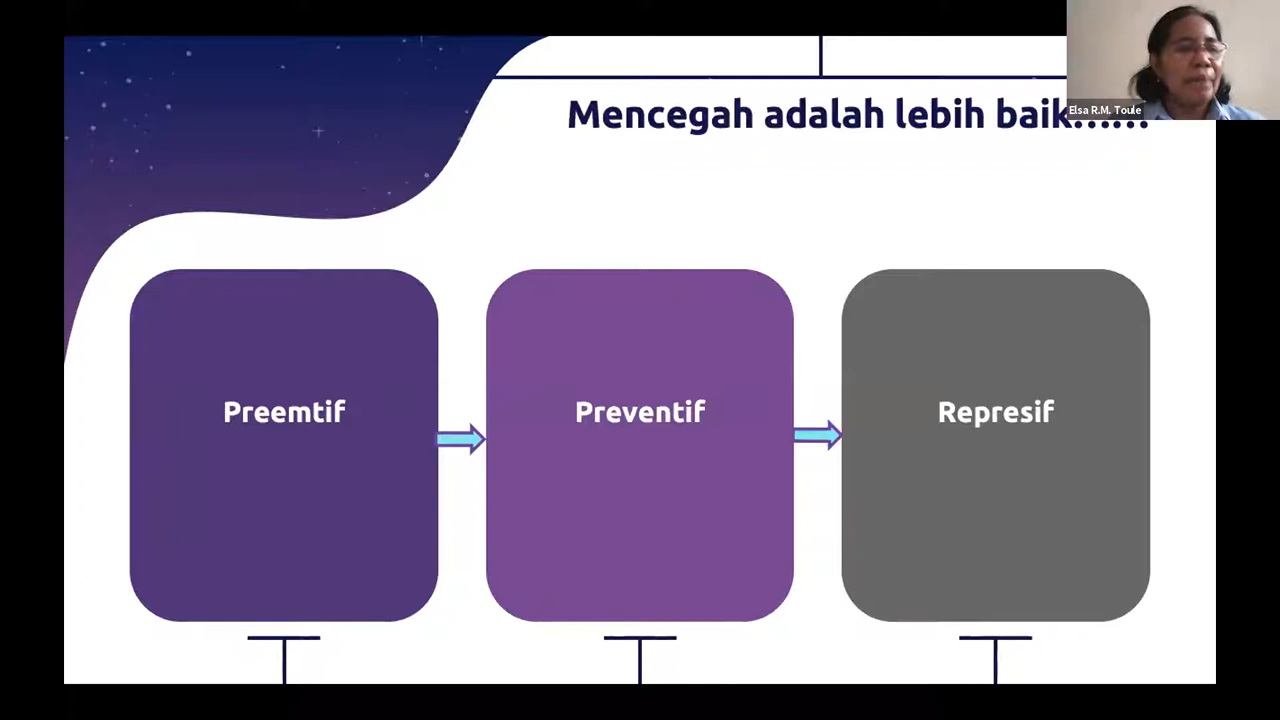 Mencegah adalah lebih baik......
Elsa R.M. Toule
Preemtif
Preventif
Represif